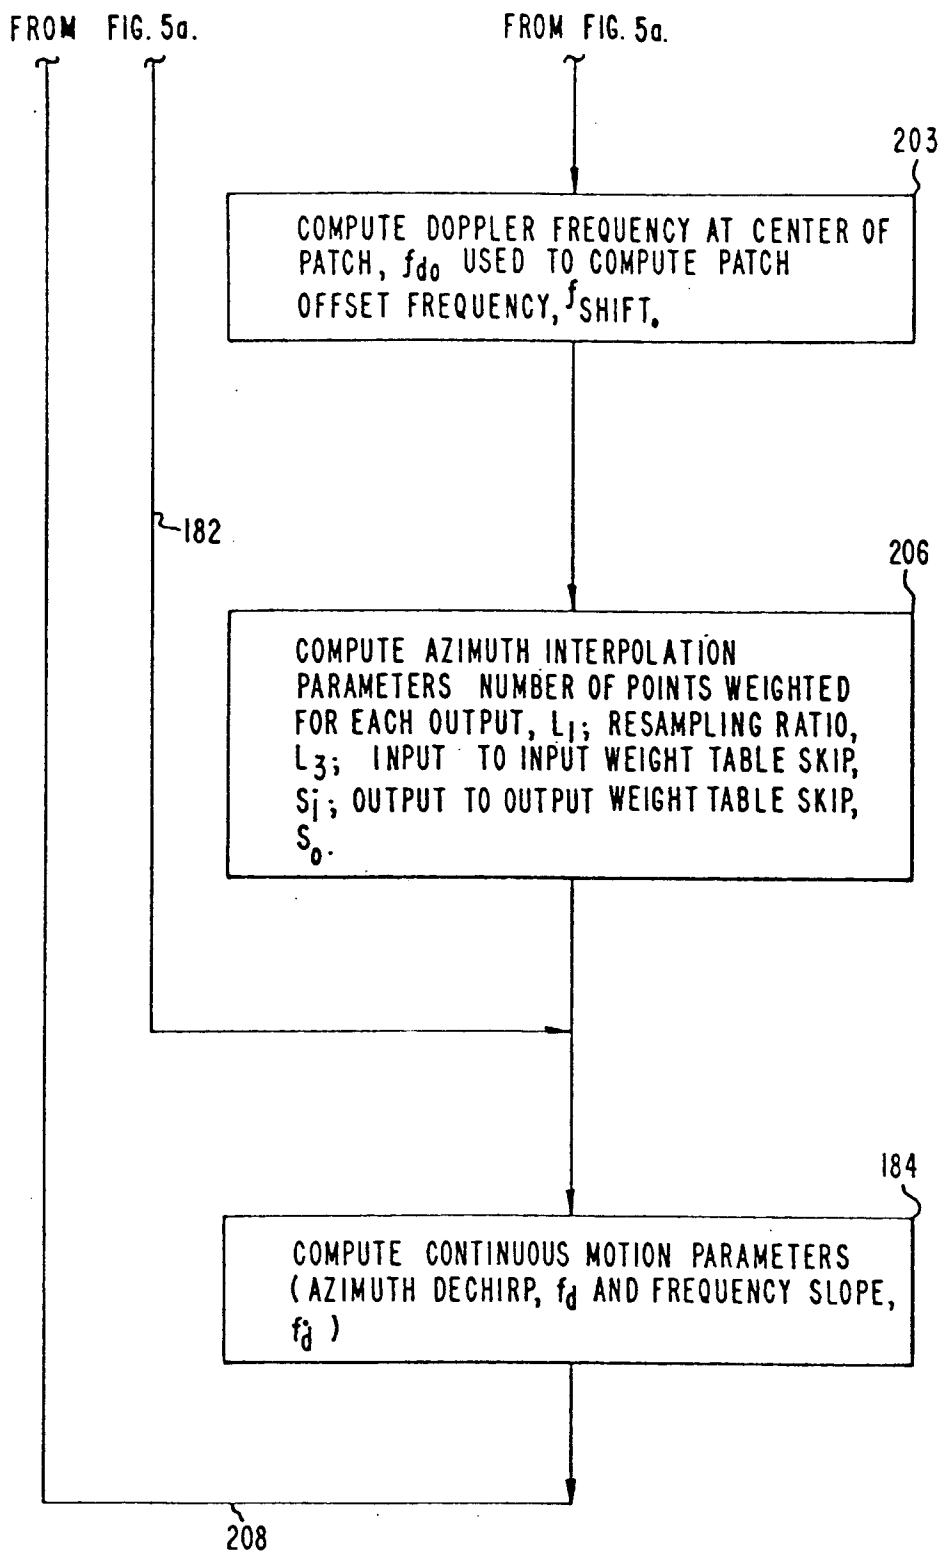 FROM FIG. 5a.
FROM FIG. 5a.
203
COMPUTE DOPPLER FREQUENCY AT CENTER OF
PATCH, fdo USED TO COMPUTE PATCH
OFFSET FREQUENCY, fSHIFT.
182
206
COMPUTE AZIMUTH INTERPOLATION
PARAMETERS NUMBER OF POINTS WEIGHTED
FOR EACH OUTPUT, L1; RESAMPLING RATIO,
L3; INPUT TO INPUT WEIGHT TABLE SKIP,
Si; OUTPUT TO OUTPUT WEIGHT TABLE SKIP,
So.
184
COMPUTE CONTINUOUS MOTION PARAMETERS
(AZIMUTH DECHIRP, fd AND FREQUENCY SLOPE,
ḟd )
208